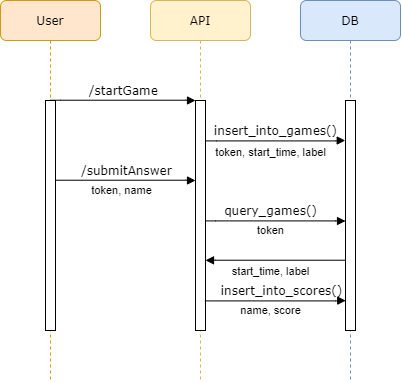 User
API
DB
/startGame
insert_into_games()
token, start_time, label
/submitAnswer
token, name
query_games()
token
start_time, label
insert_into_scores()
name, score